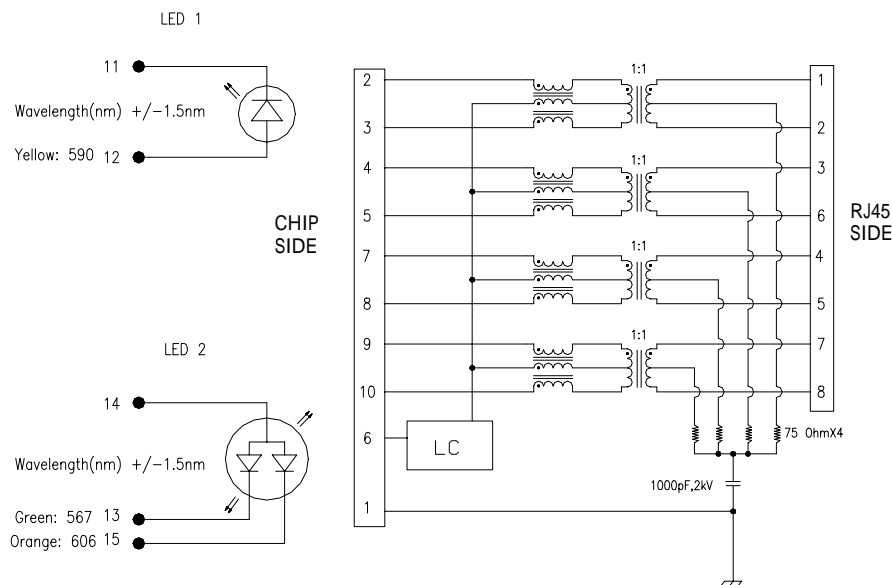 LED 1
11
Wavelength(nm) +/-1.5nm
Yellow: 590 12
LED 2
14
Wavelength(nm) +/-1.5nm
Green: 567 13
Orange: 606 15
CHIP
SIDE
2
3
4
5
7
8
9
10
6
1
LC
1:1
1:1
1:1
1:1
1
2
3
6
4
5
7
8
RJ45
SIDE
75 OhmX4
1000pF,2kV